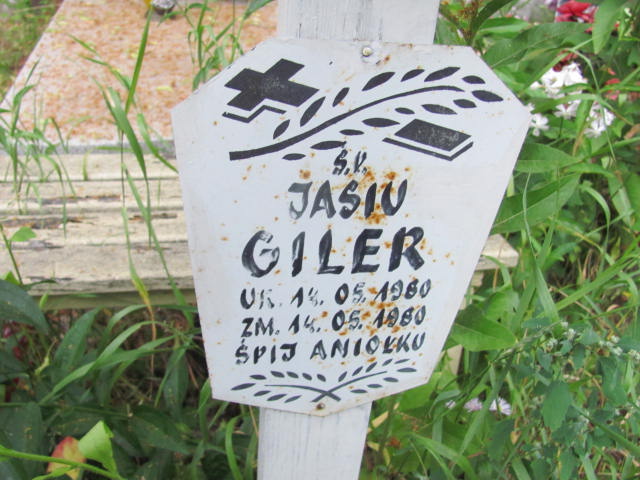 Ś.P.
JASIU
GILER
UR. 14. 05. 1980
ZM. 14. 05. 1980
ŚPIJ ANIOŁKU